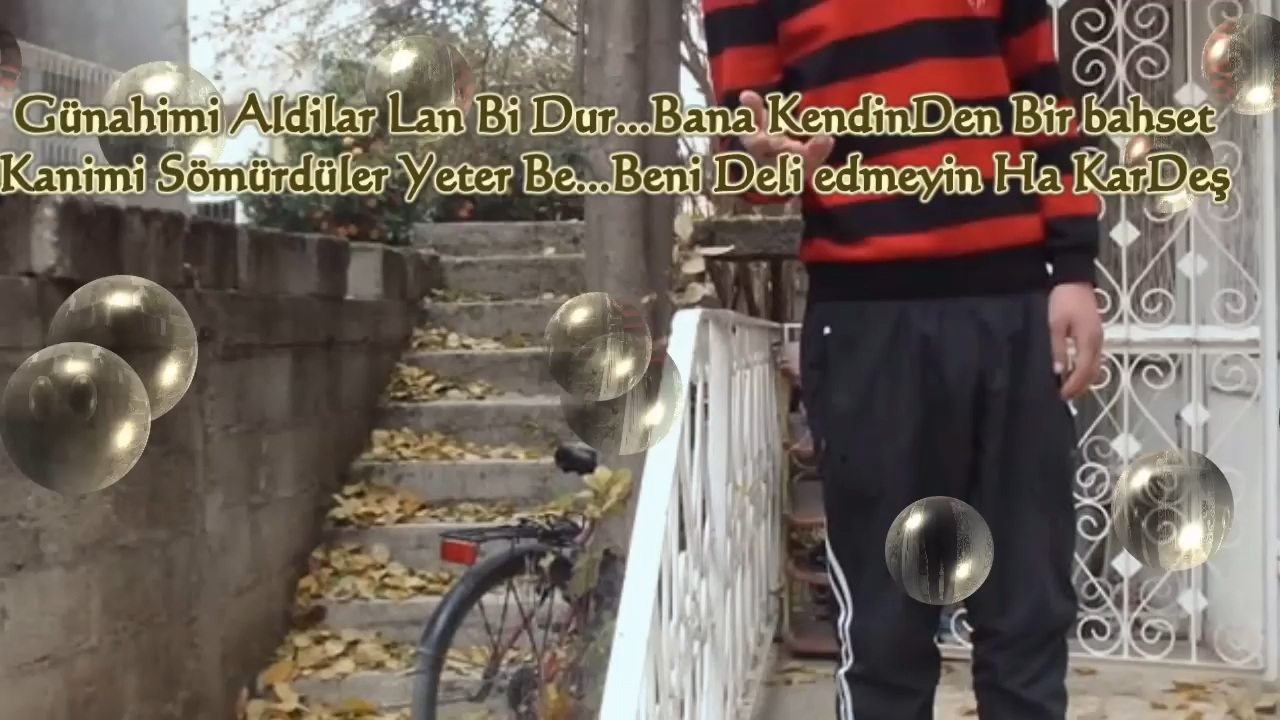 Günahimi Aldilar Lan Bi Dur...Bana KendinDen Bir bahset
Kanimi Sömürdüler Yeter Be...Beni Deli edmeyin Ha KarDeş